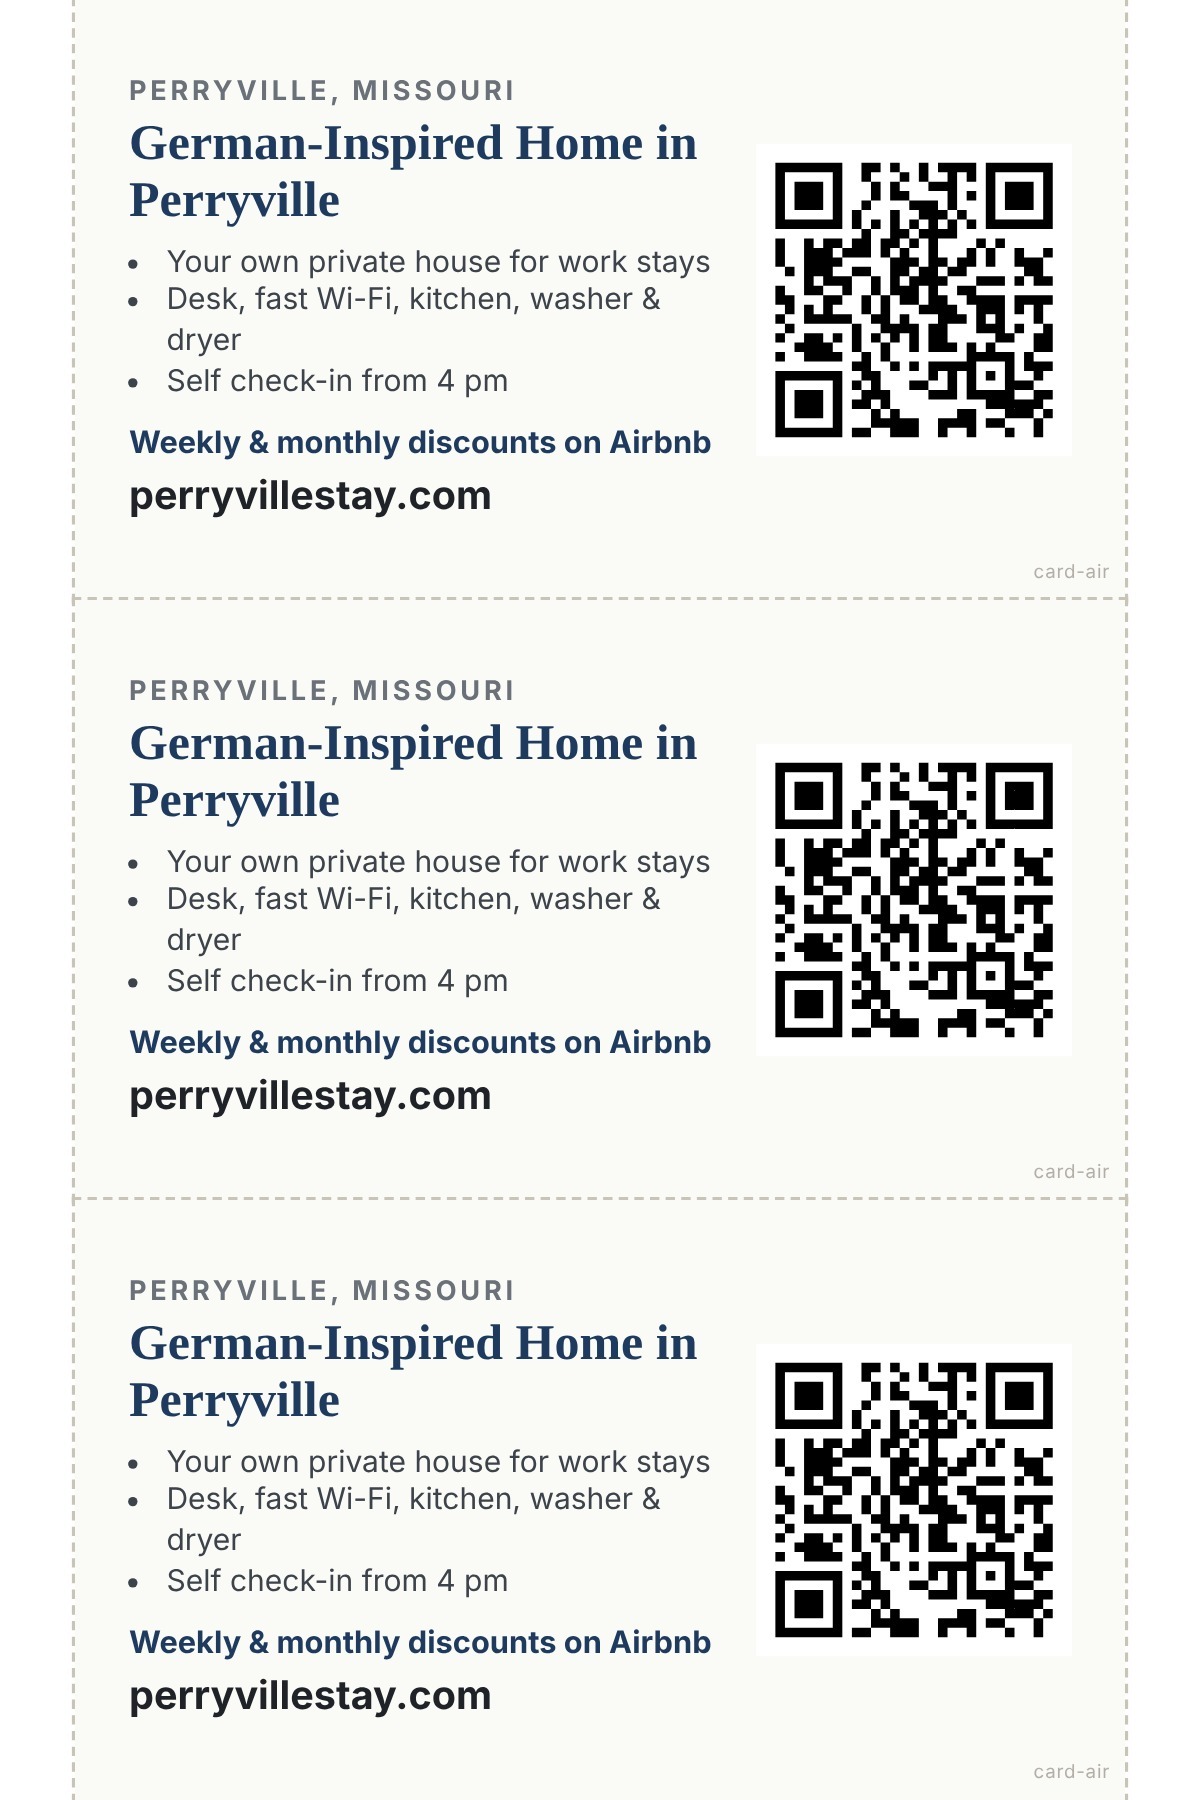 PERRYVILLE, MISSOURI
German-Inspired Home in
Perryville
• Your own private house for work stays
• Desk, fast Wi-Fi, kitchen, washer &
dryer
• Self check-in from 4 pm
Weekly & monthly discounts on Airbnb
perryvillestay.com
card-air
PERRYVILLE, MISSOURI
German-Inspired Home in
Perryville
• Your own private house for work stays
• Desk, fast Wi-Fi, kitchen, washer &
dryer
• Self check-in from 4 pm
Weekly & monthly discounts on Airbnb
perryvillestay.com
card-air
PERRYVILLE, MISSOURI
German-Inspired Home in
Perryville
• Your own private house for work stays
• Desk, fast Wi-Fi, kitchen, washer &
dryer
• Self check-in from 4 pm
Weekly & monthly discounts on Airbnb
perryvillestay.com
card-air